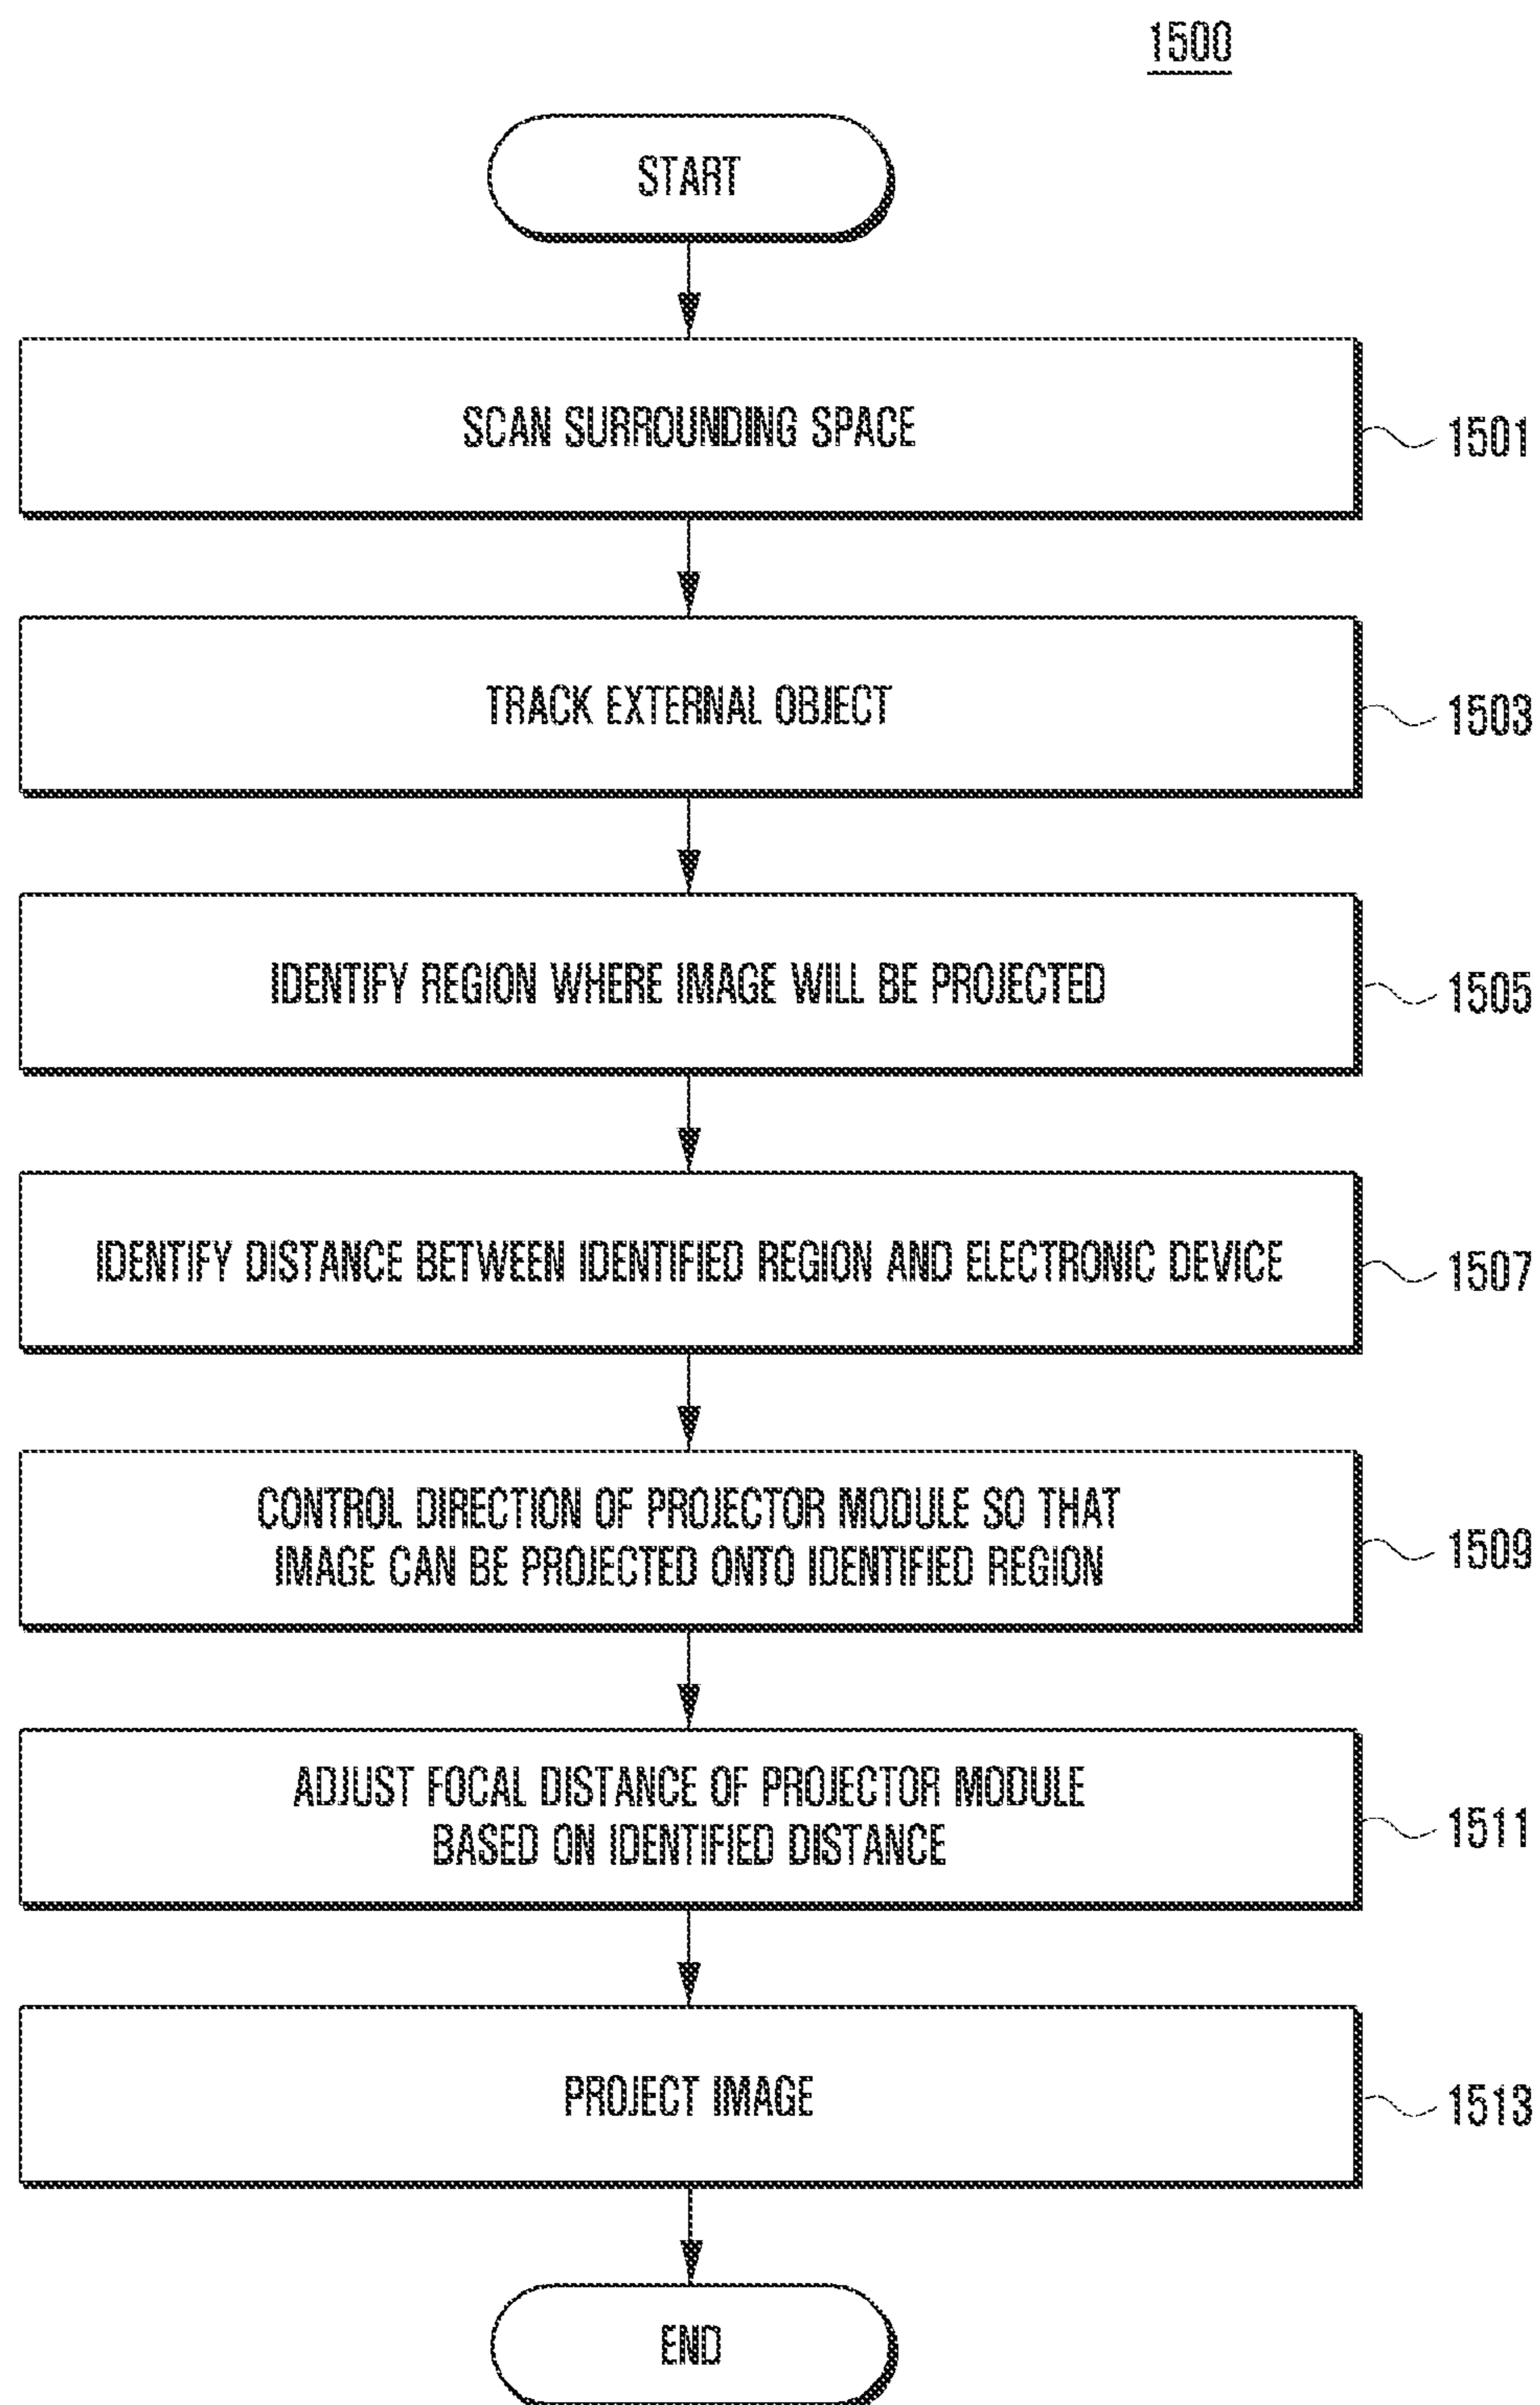 1500
START
SCAN SURROUNDING SPACE
1501
TRACK EXTERNAL OBJECT
1503
IDENTIFY REGION WHERE IMAGE WILL BE PROJECTED
1505
IDENTIFY DISTANCE BETWEEN IDENTIFIED REGION AND ELECTRONIC DEVICE
1507
CONTROL DIRECTION OF PROJECTOR MODULE SO THAT
IMAGE CAN BE PROJECTED ONTO IDENTIFIED REGION
1509
ADJUST FOCAL DISTANCE OF PROJECTOR MODULE
BASED ON IDENTIFIED DISTANCE
1511
PROJECT IMAGE
1513
END